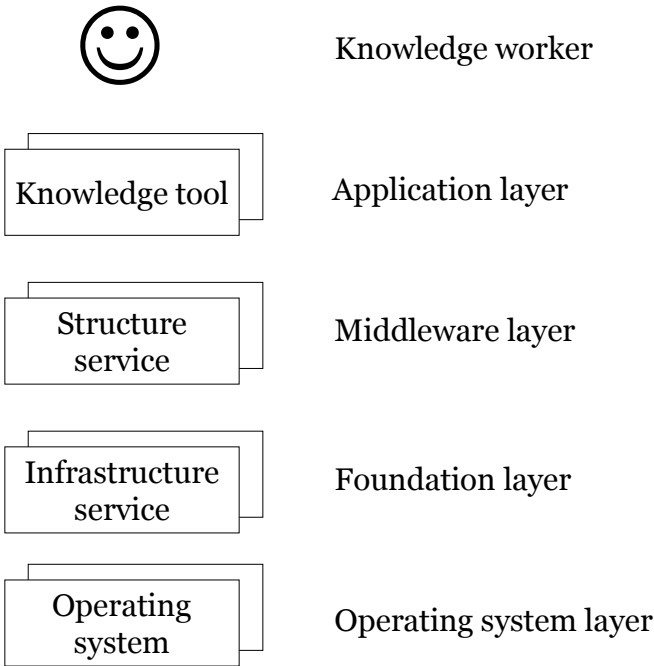 Knowledge worker
Knowledge tool
Application layer
Structure
service
Middleware layer
Infrastructure
service
Foundation layer
Operating
system
Operating system layer